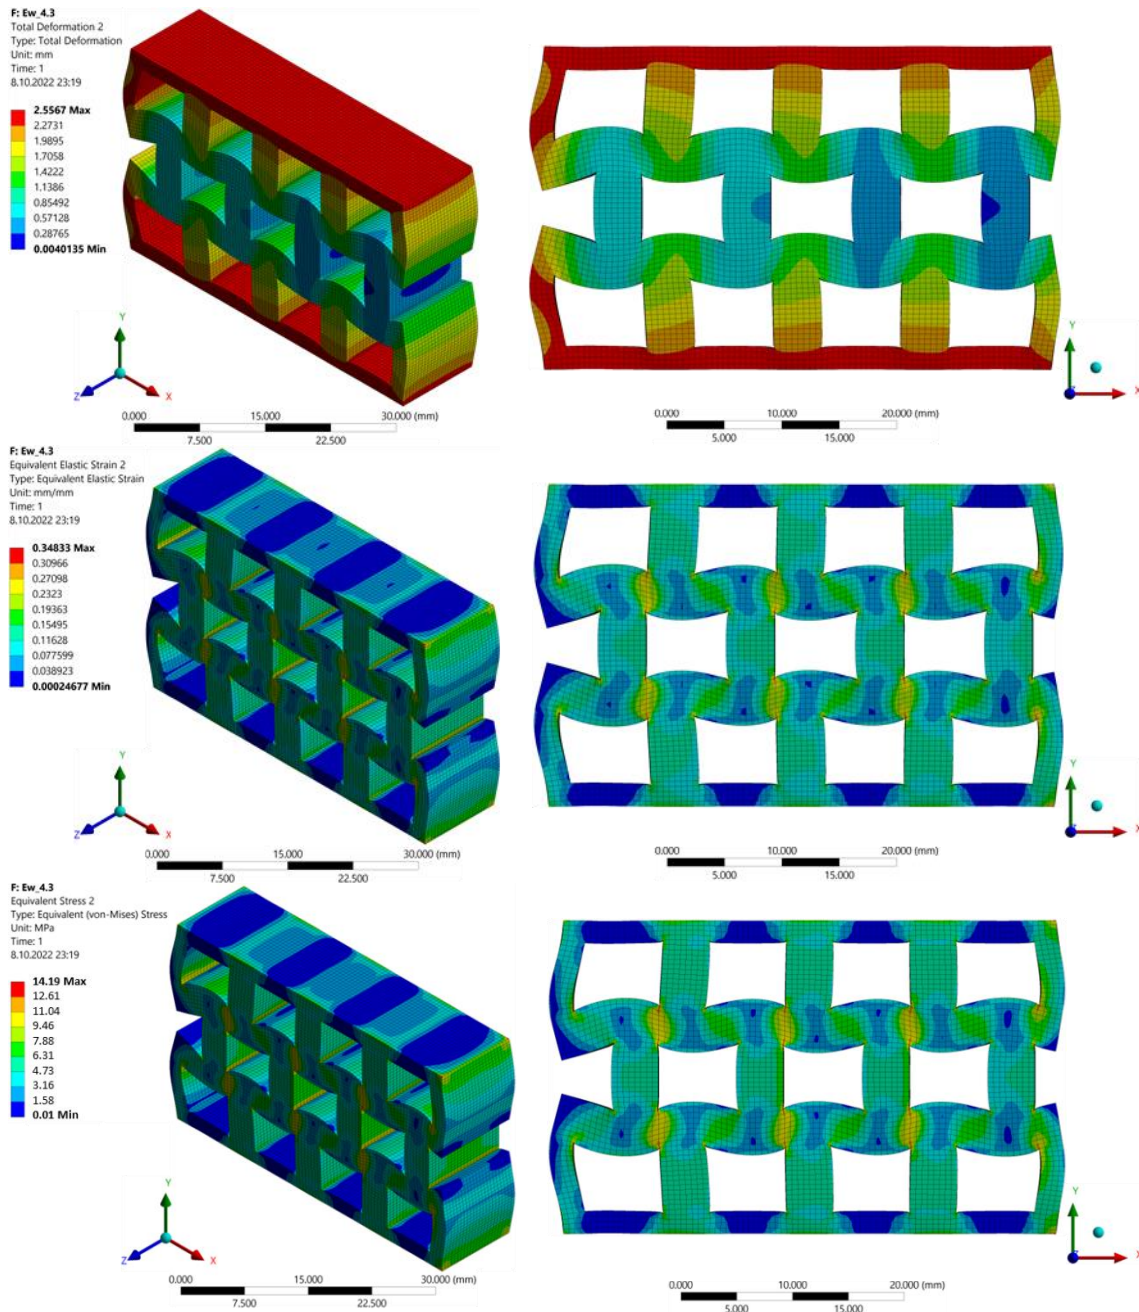 F: Ew_4.3
Total Deformation 2
Type: Total Deformation
Unit: mm
Time: 1
8.10.2022 23:19
2.5567 Max
2.2731
1.9895
1.7058
1.4222
1.1386
0.85492
0.57128
0.28765
0.0040135 Min
Y
Z
X
0.000
15.000
30.000 (mm)
7.500
22.500
0.000
10.000
20.000 (mm)
5.000
15.000
Y
Z
X
F: Ew_4.3
Equivalent Elastic Strain 2
Type: Equivalent Elastic Strain
Unit: mm/mm
Time: 1
8.10.2022 23:19
0.34833 Max
0.30966
0.27098
0.2323
0.19363
0.15495
0.11628
0.077599
0.038923
0.00024677 Min
Y
Z
X
0.000
15.000
30.000 (mm)
7.500
22.500
0.000
10.000
20.000 (mm)
5.000
15.000
Y
Z
X
F: Ew_4.3
Equivalent Stress 2
Type: Equivalent (von-Mises) Stress
Unit: MPa
Time: 1
8.10.2022 23:19
14.19 Max
12.61
11.04
9.46
7.88
6.31
4.73
3.16
1.58
0.01 Min
Y
Z
X
0.000
15.000
30.000 (mm)
7.500
22.500
0.000
10.000
20.000 (mm)
5.000
15.000
Y
Z
X